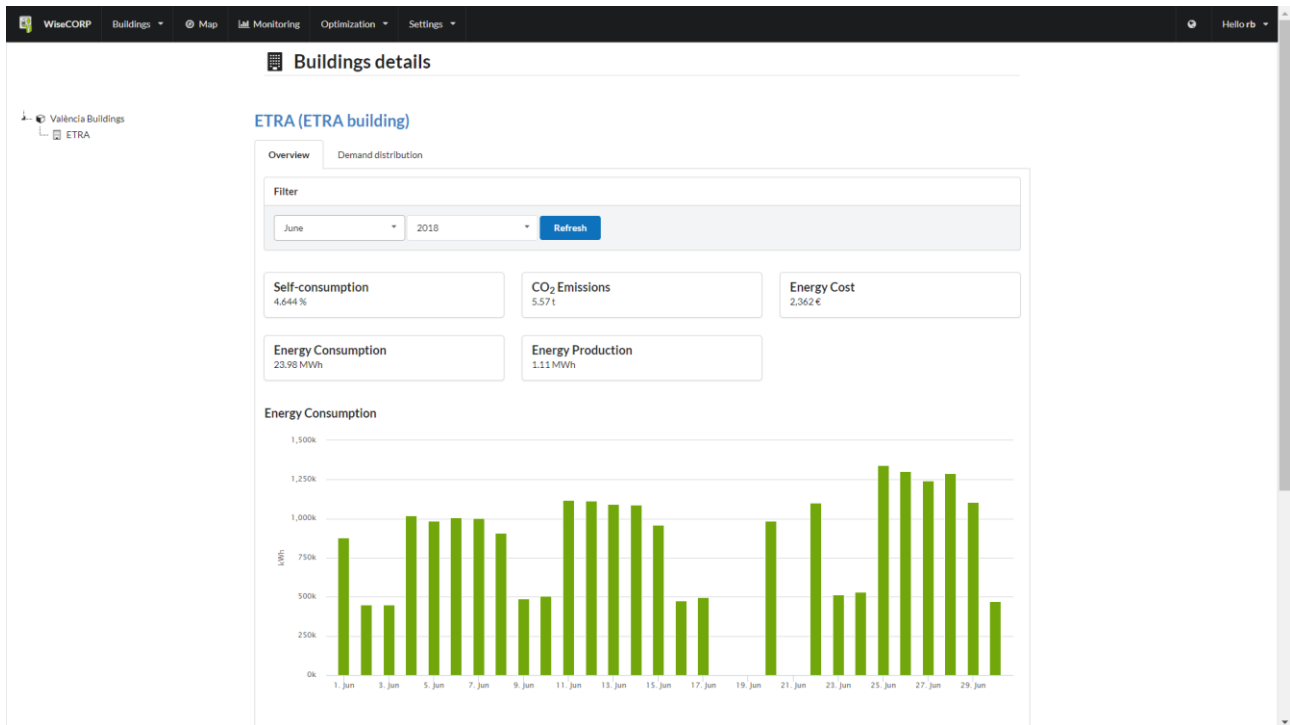 WiseCORP Buildings Map Monitoring Optimization Settings Hello rb
Buildings details
València Buildings
ETRA
ETRA (ETRA building)
Overview Demand distribution
Filter
June 2018 Refresh
Self-consumption
4,644 %
CO2 Emissions
5.57 t
Energy Cost
2,362 €
Energy Consumption
23.98 MWh
Energy Production
1.11 MWh
Energy Consumption
1,500k
1,250k
1,000k
750k
500k
250k
0k
kWh
1. Jun 3. Jun 5. Jun 7. Jun 9. Jun 11. Jun 13. Jun 15. Jun 17. Jun 19. Jun 21. Jun 23. Jun 25. Jun 27. Jun 29. Jun